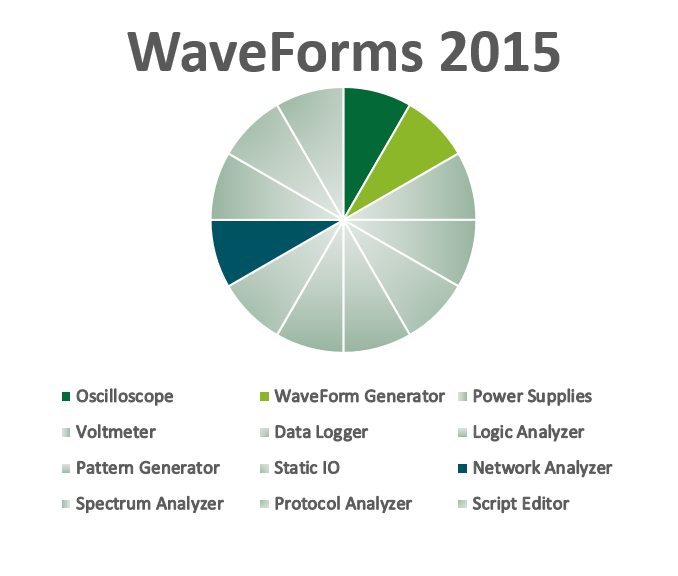 WaveForms 2015
Oscilloscope WaveForm Generator Power Supplies
Voltmeter Data Logger Logic Analyzer
Pattern Generator Static IO Network Analyzer
Spectrum Analyzer Protocol Analyzer Script Editor